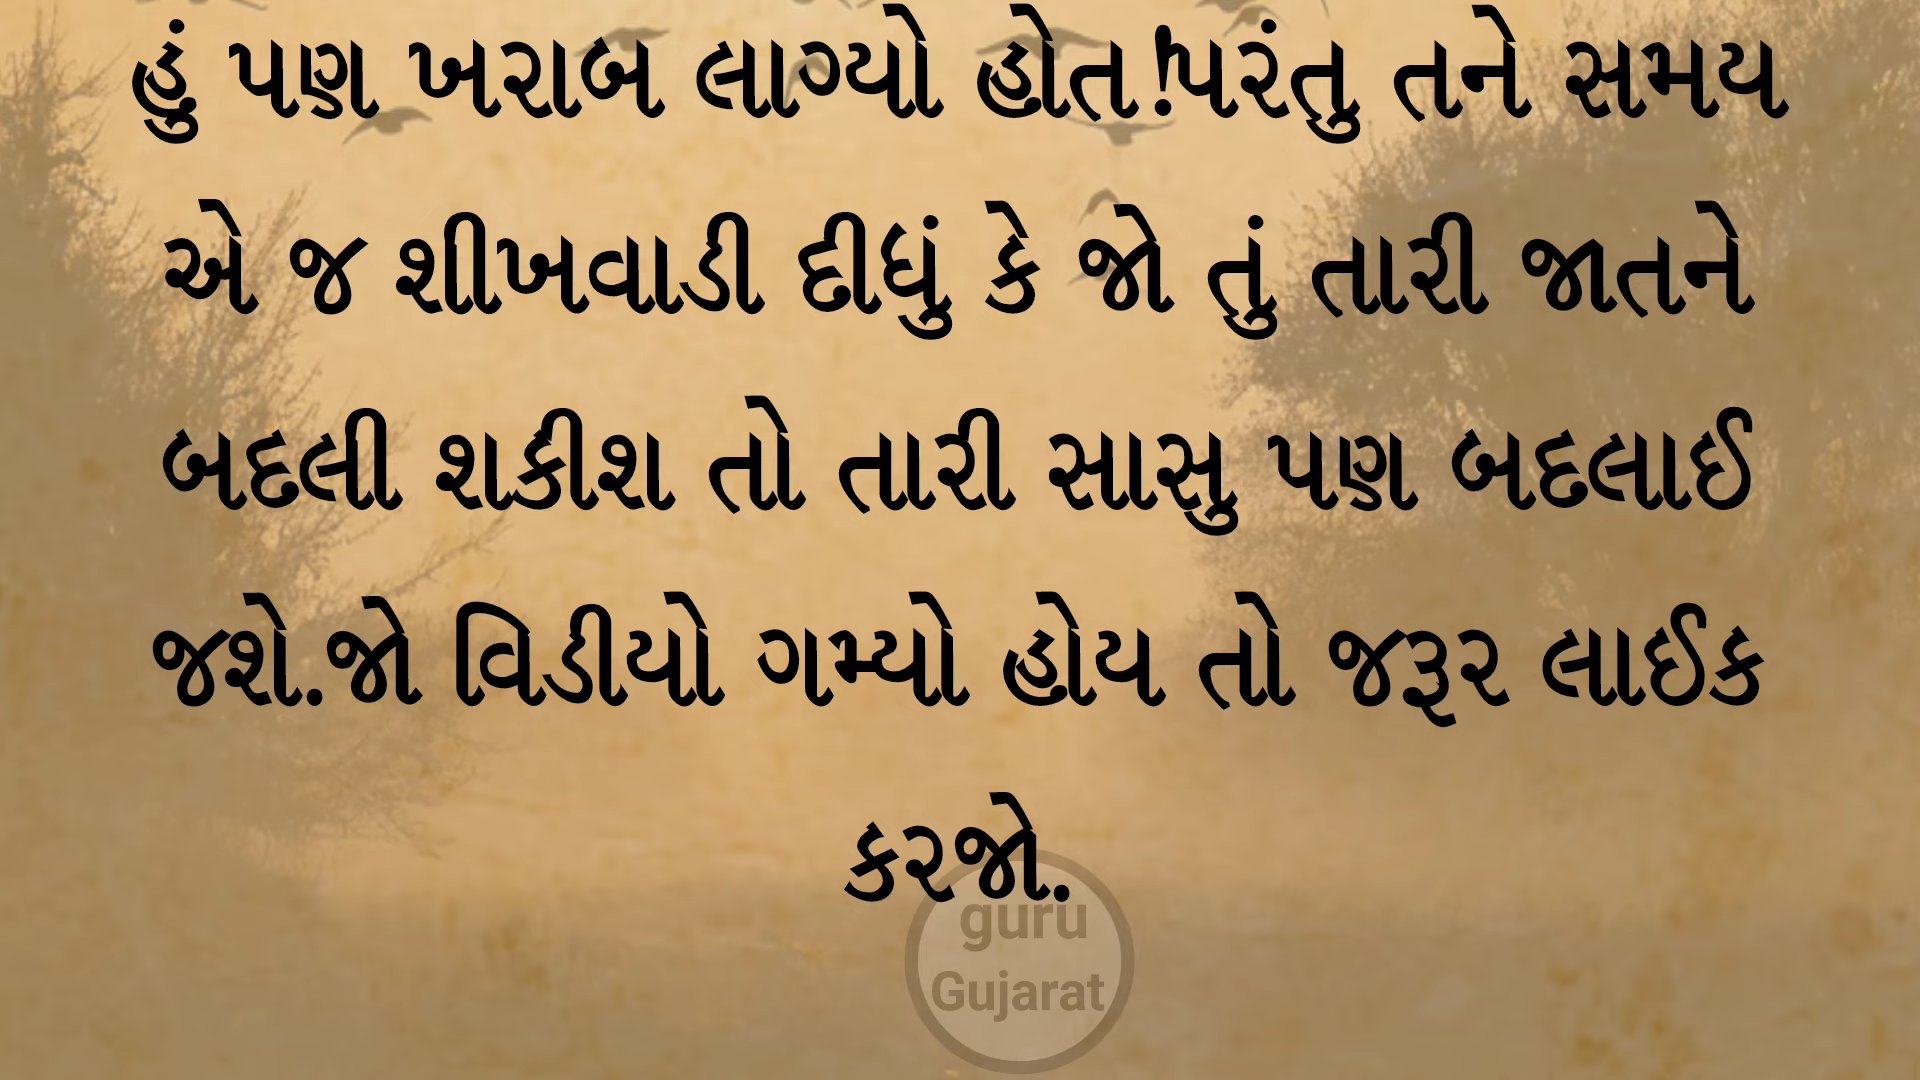 હું પણ ખરાબ લાગ્યો હોત!પરંતુ તને સમય
એ જ શીખવાડી દીધું કે જો તું તારી જાતને
બદલી શકીશ તો તારી સાસુ પણ બદલાઈ
જશે.જો વિડીયો ગમ્યો હોય તો જરૂર લાઈક
કરજો.
guru
Gujarat